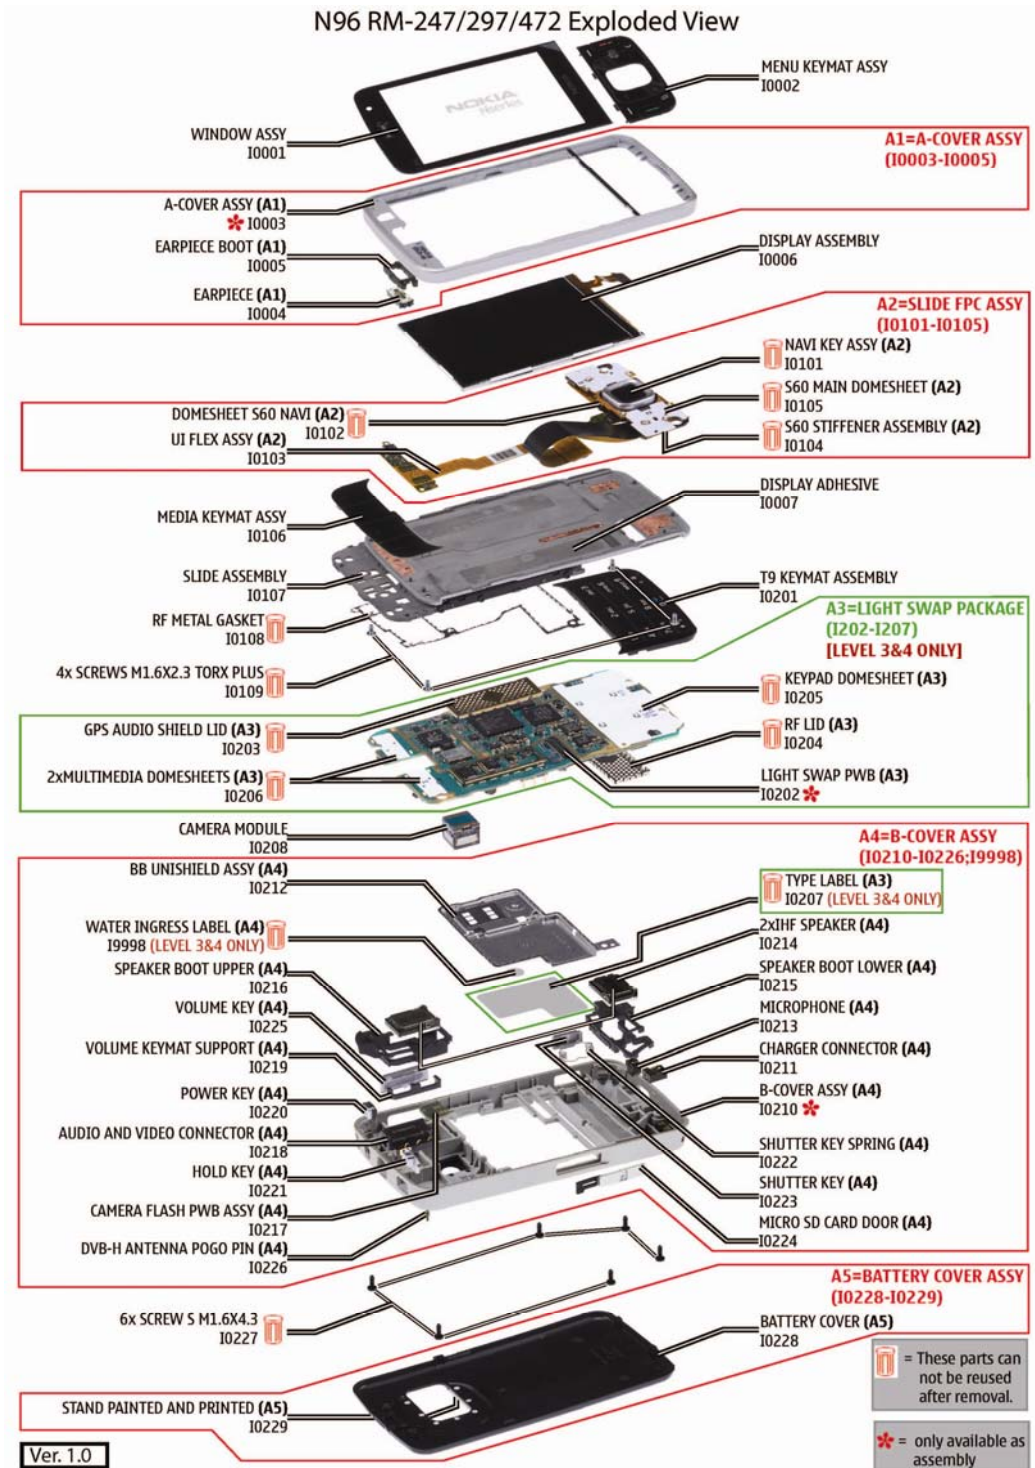 N96 RM-247/297/472 Exploded View
MENU KEYMAT ASSY
I0002
NOKIA
Nseries
WINDOW ASSY
I0001
A1=A-COVER ASSY
(I0003-I0005)
A-COVER ASSY (A1)
I0003
EARPIECE BOOT (A1)
I0005
EARPIECE (A1)
I0004
DISPLAY ASSEMBLY
I0006
A2=SLIDE FPC ASSY
(I0101-I0105)
NAVI KEY ASSY (A2)
I0101
S60 MAIN DOMESHEET (A2)
I0105
S60 STIFFENER ASSEMBLY (A2)
I0104
DOMESHEET S60 NAVI (A2)
I0102
UI FLEX ASSY (A2)
I0103
DISPLAY ADHESIVE
I0007
MEDIA KEYMAT ASSY
I0106
SLIDE ASSEMBLY
I0107
T9 KEYMAT ASSEMBLY
I0201
RF METAL GASKET
I0108
4x SCREWS M1.6X2.3 TORX PLUS
I0109
A3=LIGHT SWAP PACKAGE
(I202-I207)
[LEVEL 3&4 ONLY]
KEYPAD DOMESHEET (A3)
I0205
RF LID (A3)
I0204
LIGHT SWAP PWB (A3)
I0202
GPS AUDIO SHIELD LID (A3)
I0203
2xMULTIMEDIA DOMESHEETS (A3)
I0206
CAMERA MODULE
I0208
A4=B-COVER ASSY
(I0210-I0226;I9998)
BB UNISHIELD ASSY (A4)
I0212
WATER INGRESS LABEL (A4)
I9998 (LEVEL 3&4 ONLY)
SPEAKER BOOT UPPER (A4)
I0216
VOLUME KEY (A4)
I0225
VOLUME KEYMAT SUPPORT (A4)
I0219
POWER KEY (A4)
I0220
AUDIO AND VIDEO CONNECTOR (A4)
I0218
HOLD KEY (A4)
I0221
CAMERA FLASH PWB ASSY (A4)
I0217
DVB-H ANTENNA POGO PIN (A4)
I0226
TYPE LABEL (A3)
I0207 (LEVEL 3&4 ONLY)
2xIHF SPEAKER (A4)
I0214
SPEAKER BOOT LOWER (A4)
I0215
MICROPHONE (A4)
I0213
CHARGER CONNECTOR (A4)
I0211
B-COVER ASSY (A4)
I0210
SHUTTER KEY SPRING (A4)
I0222
SHUTTER KEY (A4)
I0223
MICRO SD CARD DOOR (A4)
I0224
A5=BATTERY COVER ASSY
(I0228-I0229)
6x SCREW S M1.6X4.3
I0227
BATTERY COVER (A5)
I0228
STAND PAINTED AND PRINTED (A5)
I0229
= These parts can
not be reused
after removal.
= only available as
assembly
Ver. 1.0